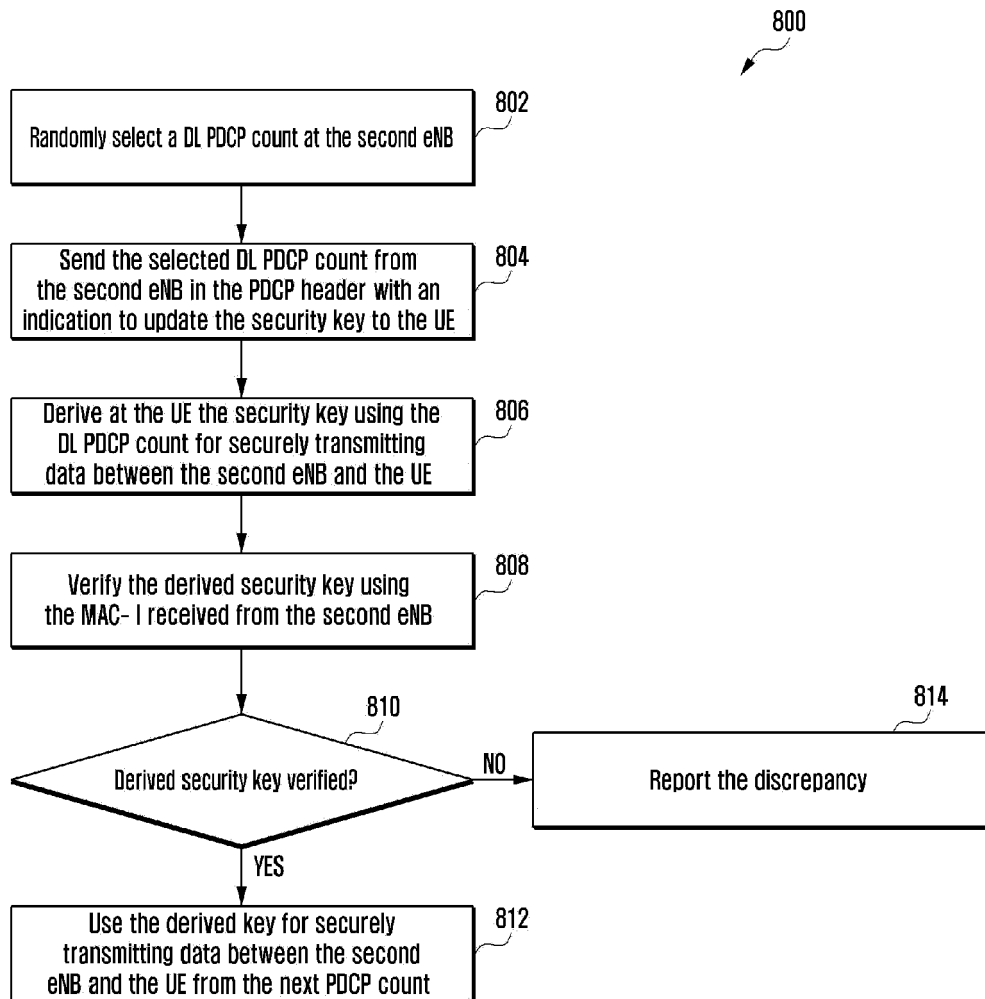 800
802
Randomly select a DL PDCP count at the second eNB
804
Send the selected DL PDCP count from
the second eNB in the PDCP header with an
indication to update the security key to the UE
806
Derive at the UE the security key using the
DL PDCP count for securely transmitting
data between the second eNB and the UE
808
Verify the derived security key using
the MAC- I received from the second eNB
810
Derived security key verified?
NO
814
Report the discrepancy
YES
812
Use the derived key for securely
transmitting data between the second
eNB and the UE from the next PDCP count